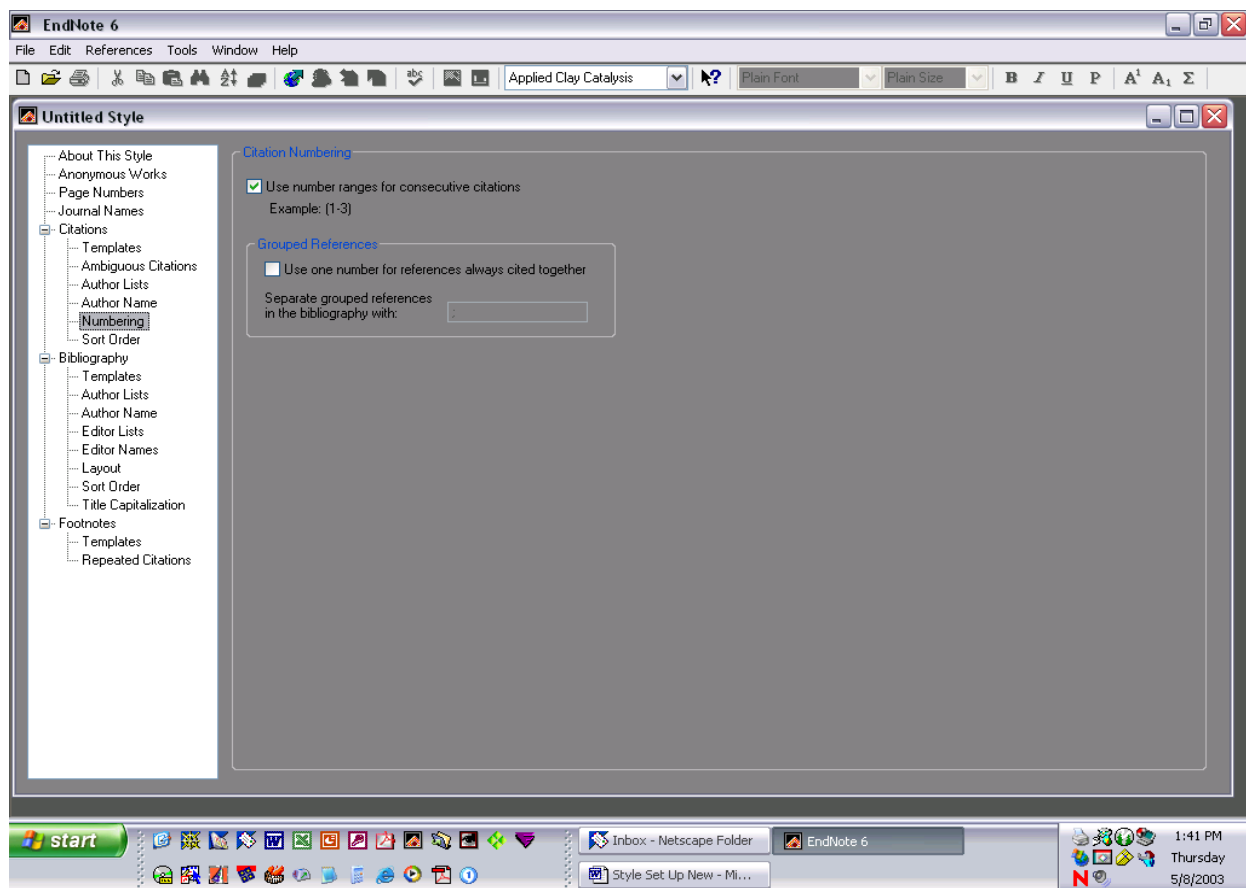 EndNote 6
File Edit References Tools Window Help
abc Applied Clay Catalysis Plain Font Plain Size B I U P A¹ A₁ Σ
Untitled Style
About This Style
Anonymous Works
Page Numbers
Journal Names
Citations
Templates
Ambiguous Citations
Author Lists
Author Name
Numbering
Sort Order
Bibliography
Templates
Author Lists
Author Name
Editor Lists
Editor Names
Layout
Sort Order
Title Capitalization
Footnotes
Templates
Repeated Citations
Citation Numbering
Use number ranges for consecutive citations
Example: (1-3)
Grouped References
Use one number for references always cited together
Separate grouped references
in the bibliography with: ;
start
Inbox - Netscape Folder
EndNote 6
Style Set Up New - Mi...
1:41 PM
Thursday
5/8/2003